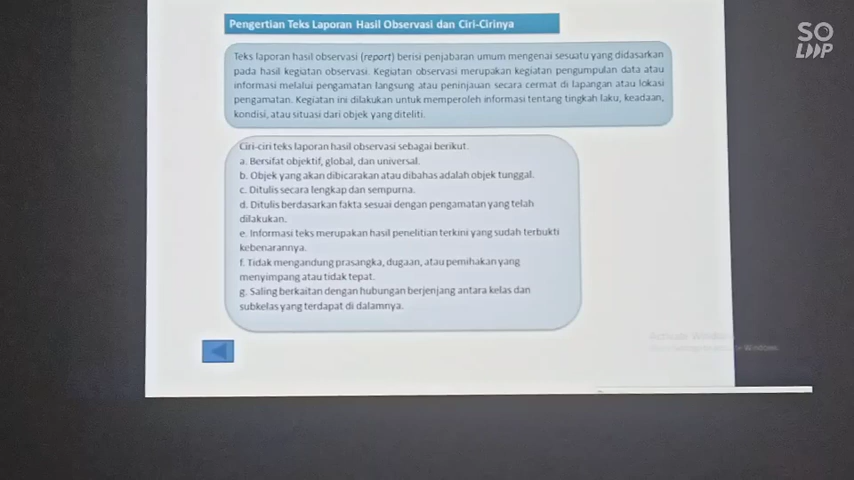 Pengertian Teks Laporan Hasil Observasi dan Ciri-Cirinya
SO
LOOP
Teks laporan hasil observasi (report) berisi penjabaran umum mengenai sesuatu yang didasarkan
pada hasil kegiatan observasi. Kegiatan observasi merupakan kegiatan pengumpulan data atau
informasi melalui pengamatan langsung atau peninjauan secara cermat di lapangan atau lokasi
pengamatan. Kegiatan ini dilakukan untuk memperoleh informasi tentang tingkah laku, keadaan,
kondisi, atau situasi dari objek yang diteliti.
Ciri-ciri teks laporan hasil observasi sebagai berikut.
a. Bersifat objektif, global, dan universal.
b. Objek yang akan dibicarakan atau dibahas adalah objek tunggal.
c. Ditulis secara lengkap dan sempurna.
d. Ditulis berdasarkan fakta sesuai dengan pengamatan yang telah
dilakukan.
e. Informasi teks merupakan hasil penelitian terkini yang sudah terbukti
kebenarannya.
f. Tidak mengandung prasangka, dugaan, atau pemihakan yang
menyimpang atau tidak tepat.
g. Saling berkaitan dengan hubungan berjenjang antara kelas dan
subkelas yang terdapat di dalamnya.
Activate Windows
Windows.